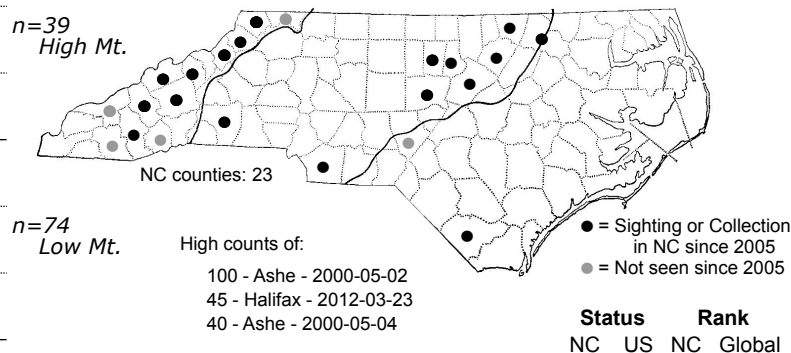 n=39
High Mt.
NC counties: 23
n=74
Low Mt.
High counts of:
100 - Ashe - 2000-05-02
45 - Halifax - 2012-03-23
40 - Ashe - 2000-05-04
= Sighting or Collection
in NC since 2005
= Not seen since 2005
Status Rank
NC US NC Global